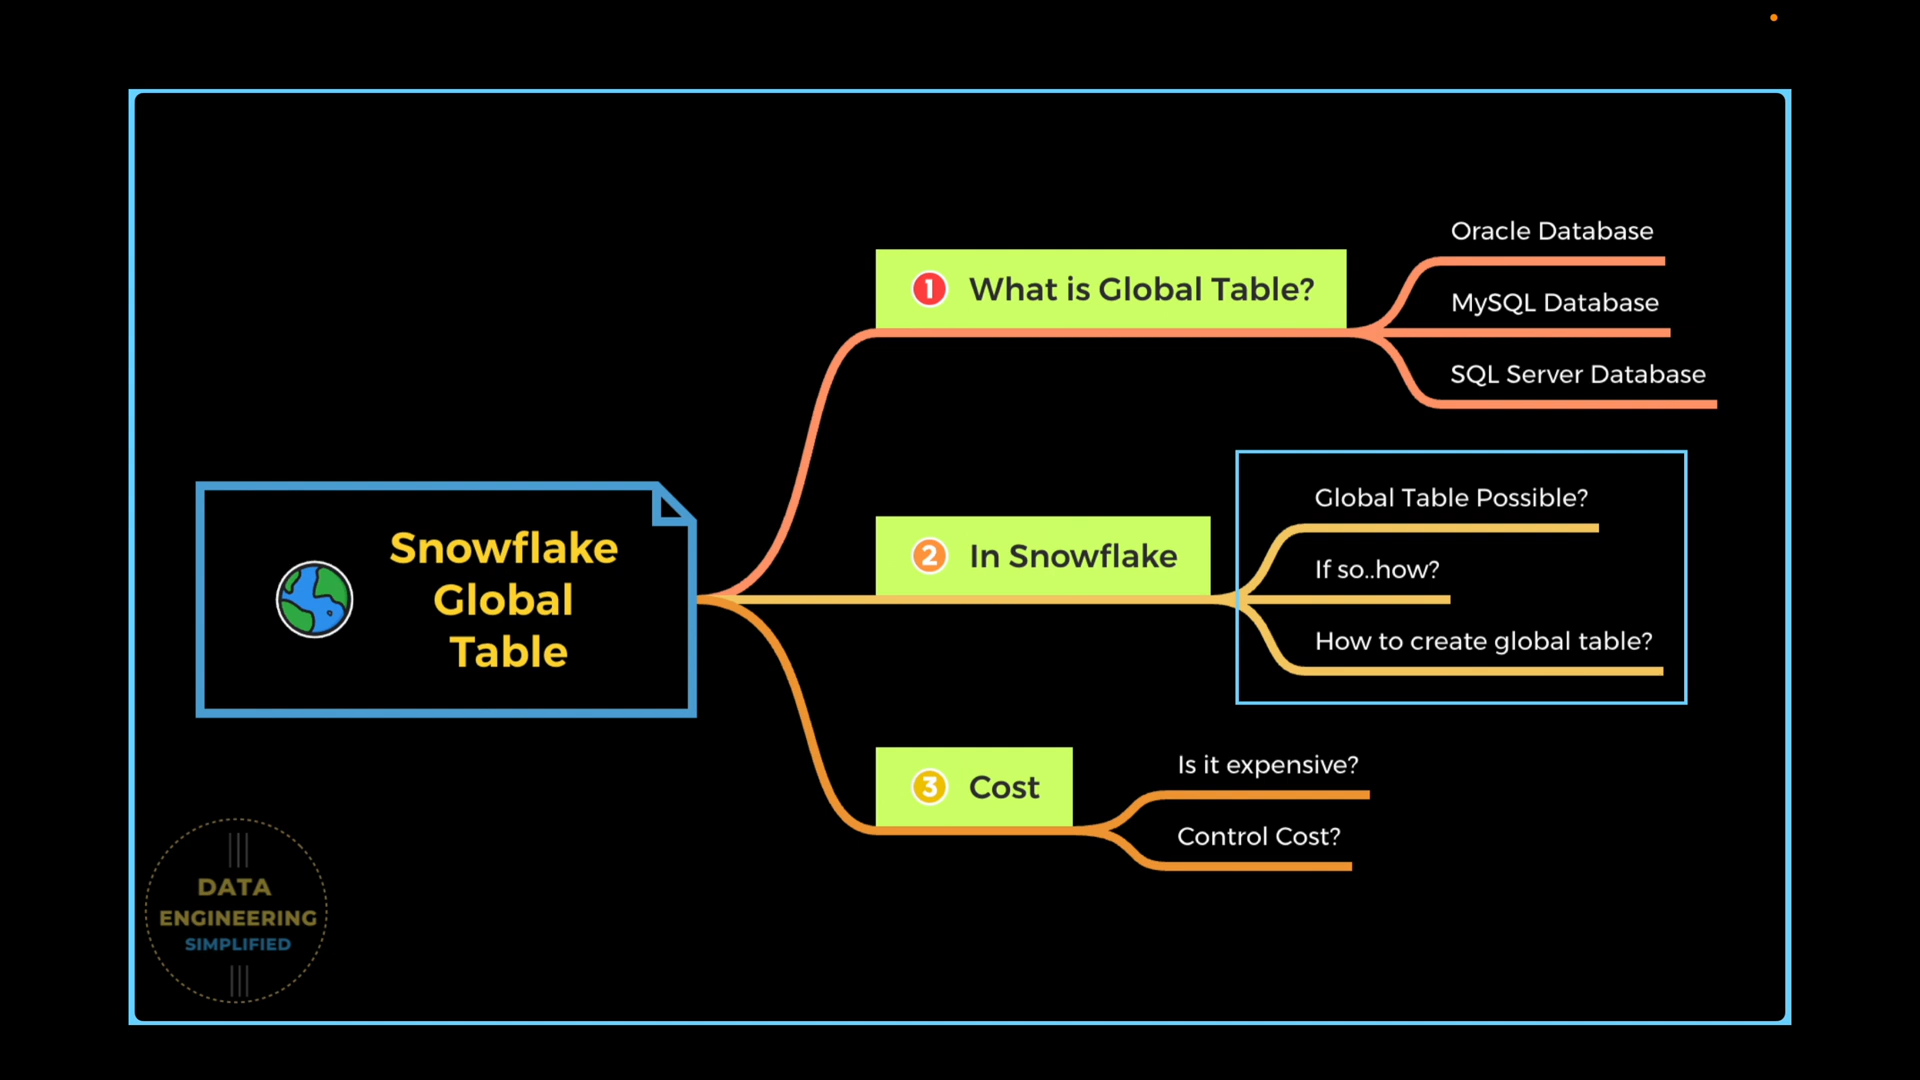 Snowflake
Global
Table
1 What is Global Table?
Oracle Database
MySQL Database
SQL Server Database
2 In Snowflake
Global Table Possible?
If so..how?
How to create global table?
3 Cost
Is it expensive?
Control Cost?
DATA
ENGINEERING
SIMPLIFIED